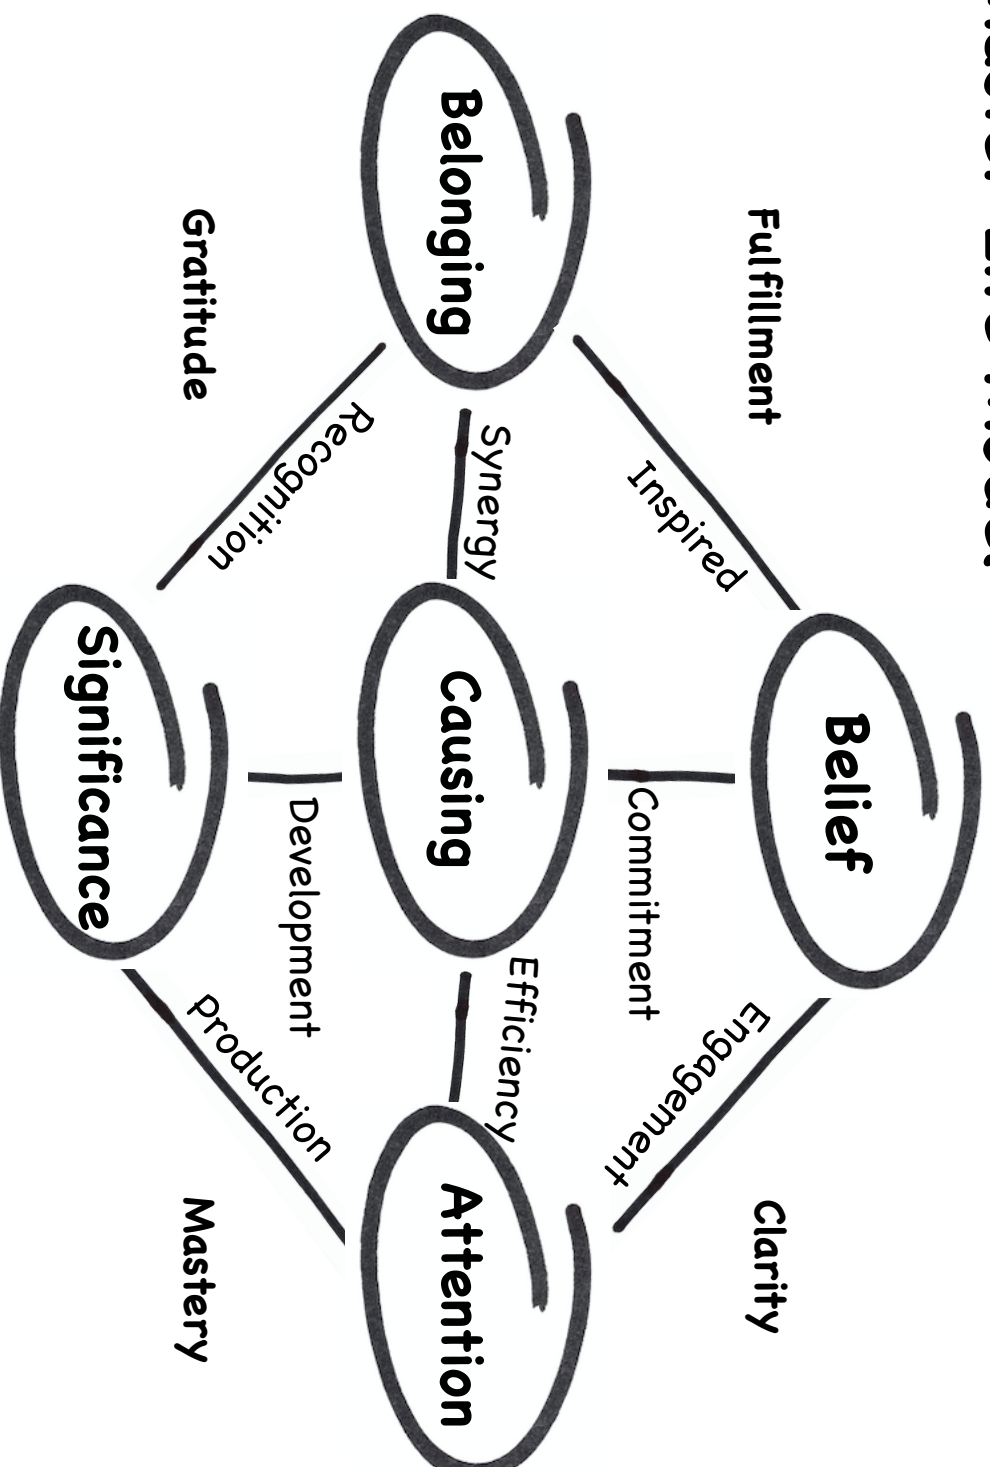 Belief
Fulfillment
Clarity
Inspired
Engagement
Commitment
Synergy
Efficiency
Belonging
Causing
Attention
Recognition
Development
Production
Gratitude
Mastery
Significance